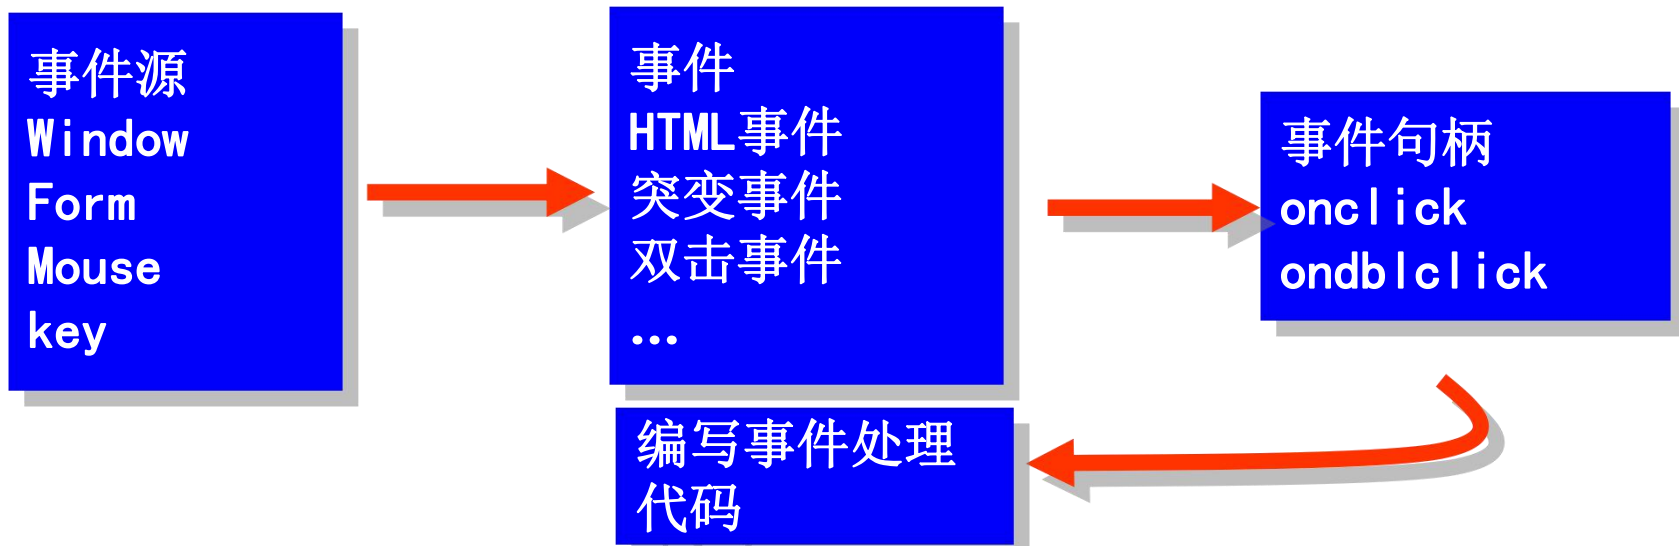 事件源
Window
Form
Mouse
key
事件
HTML事件
突变事件
双击事件
...
事件句柄
onclick
ondblclick
编写事件处理
代码